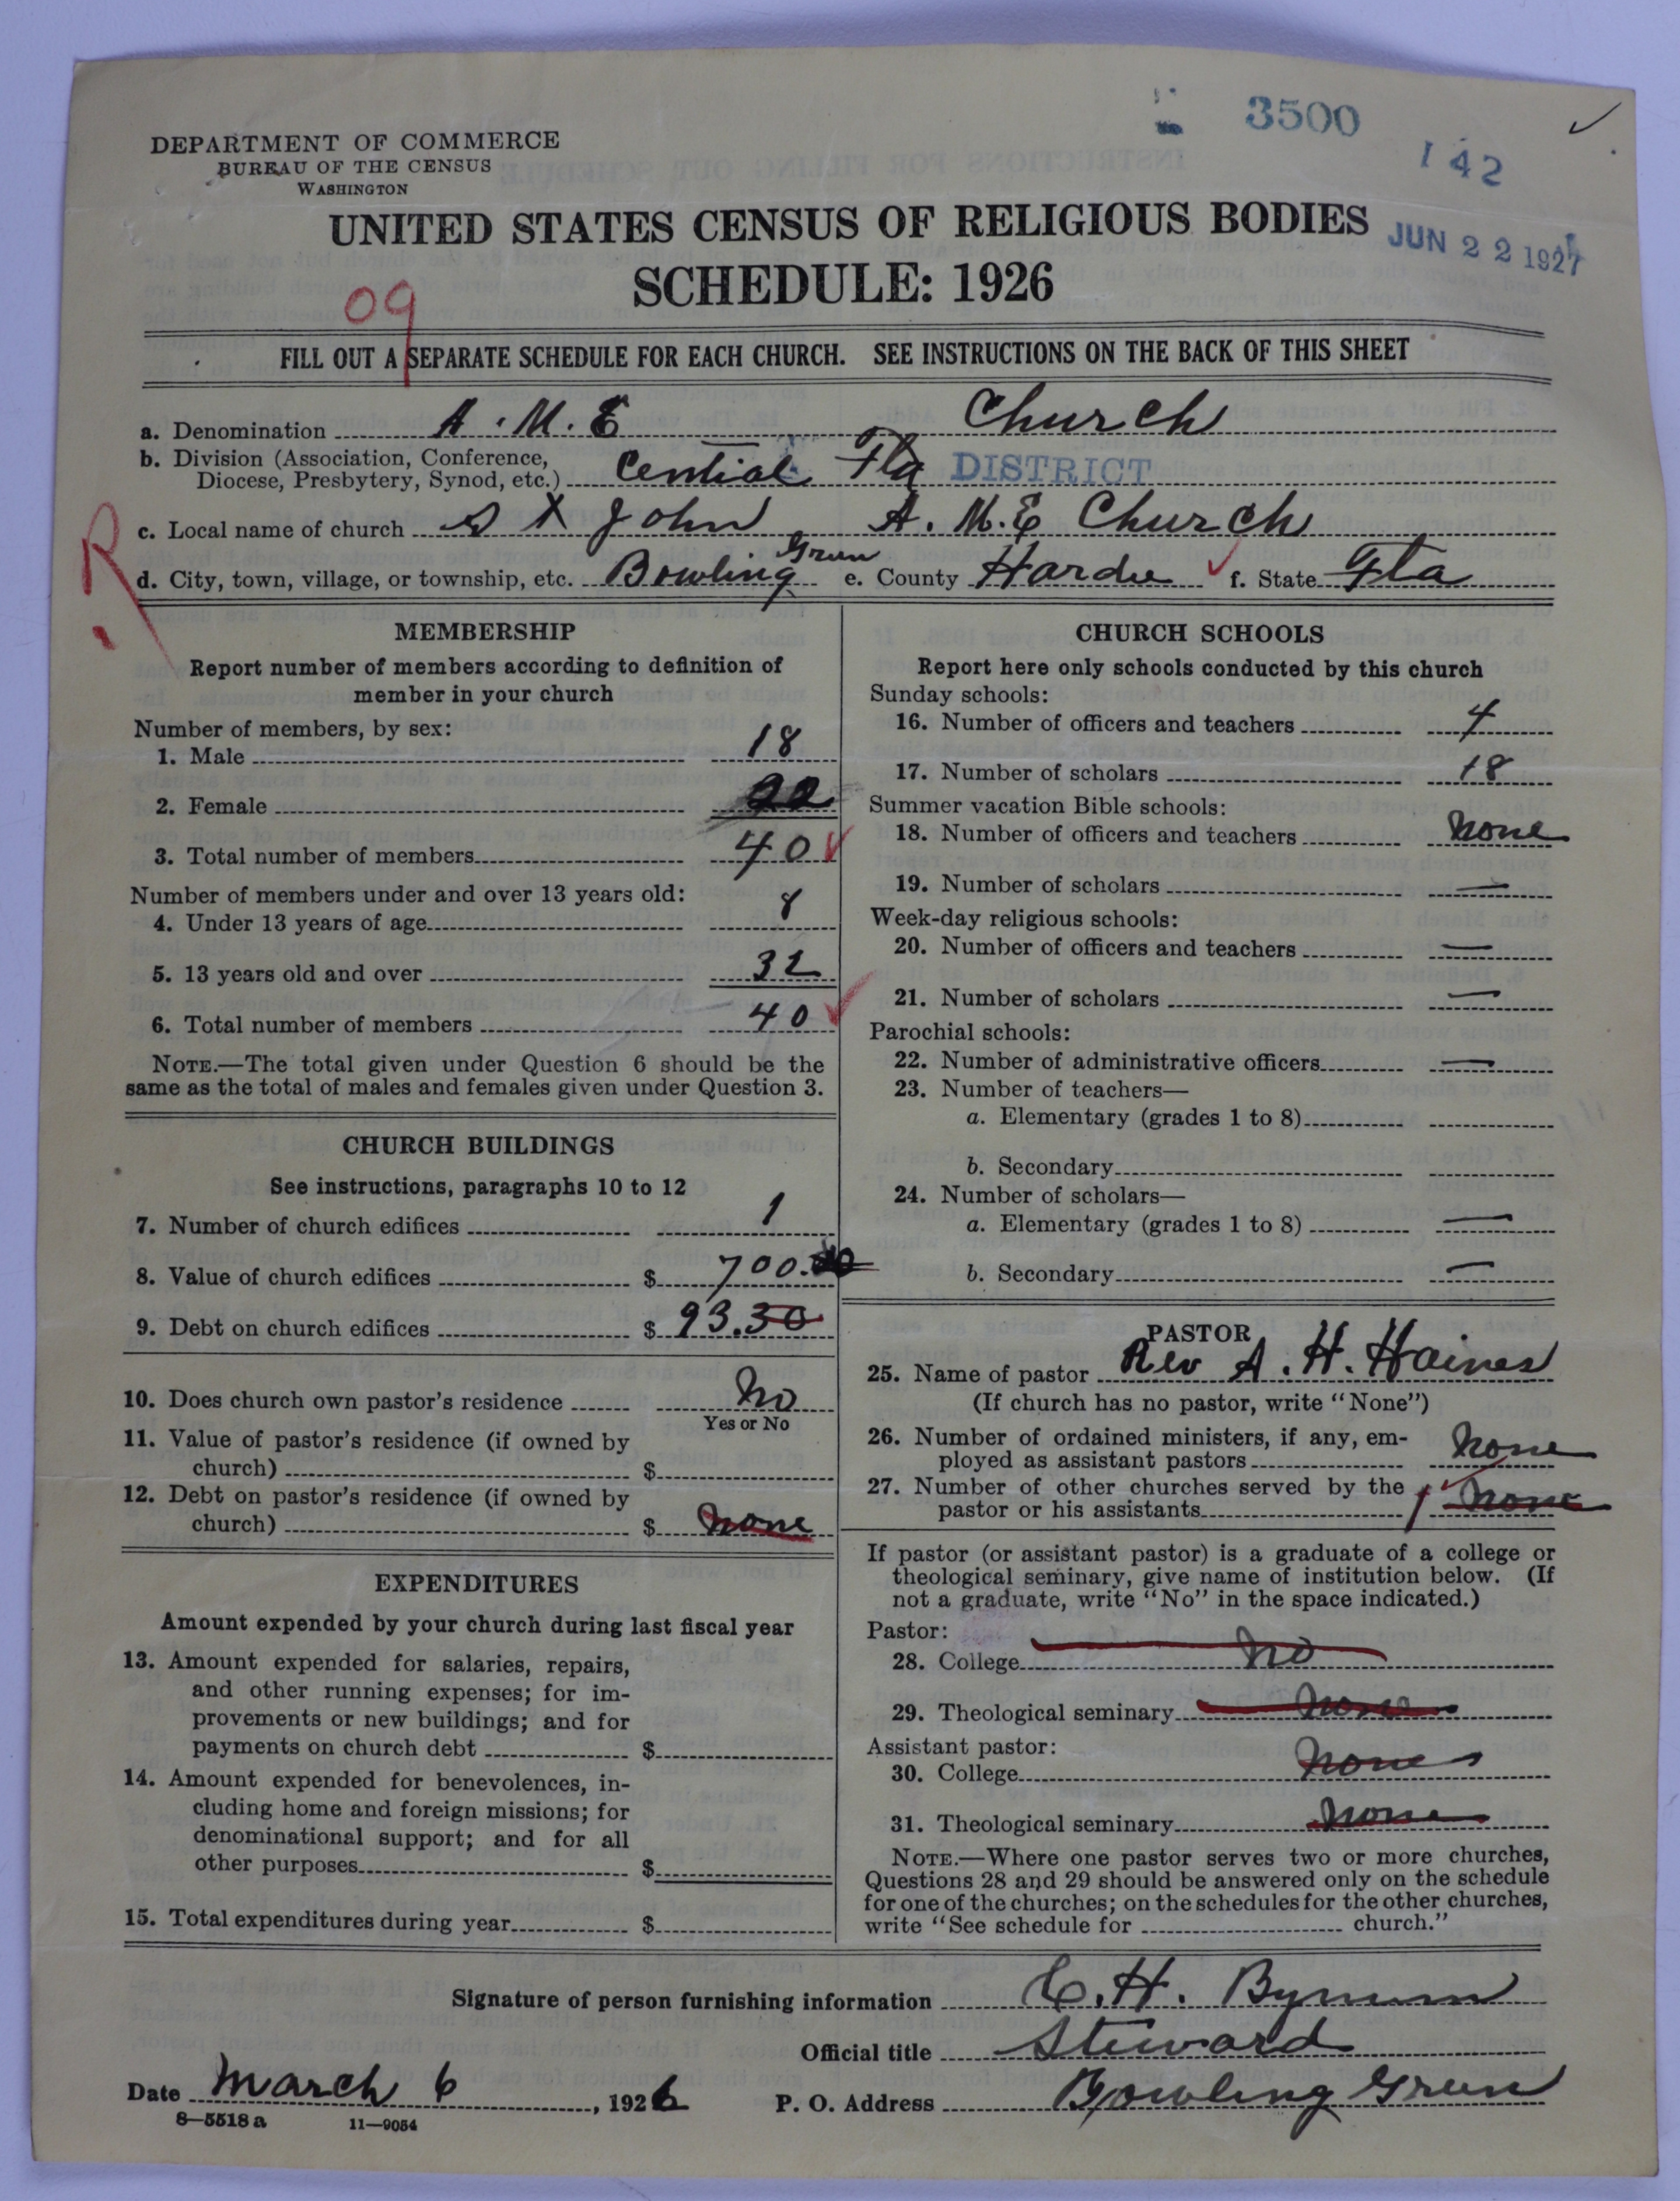 3500
142
DEPARTMENT OF COMMERCE
BUREAU OF THE CENSUS
WASHINGTON
UNITED STATES CENSUS OF RELIGIOUS BODIES
JUN 22 1927
SCHEDULE: 1926
09
FILL OUT A SEPARATE SCHEDULE FOR EACH CHURCH. SEE INSTRUCTIONS ON THE BACK OF THIS SHEET
a. Denomination A.M.E Church
b. Division (Association, Conference,
Diocese, Presbytery, Synod, etc.) Central Fla DISTRICT
c. Local name of church St John A.M.E Church
R
d. City, town, village, or township, etc. Bowling Green e. County Hardee f. State Fla
MEMBERSHIP
Report number of members according to definition of
member in your church
Number of members, by sex:
1. Male 18
2. Female 22
3. Total number of members 40
Number of members under and over 13 years old:
4. Under 13 years of age 8
5. 13 years old and over 32
6. Total number of members 40
NOTE.—The total given under Question 6 should be the
same as the total of males and females given under Question 3.
CHURCH BUILDINGS
See instructions, paragraphs 10 to 12
7. Number of church edifices 1
8. Value of church edifices $ 700.00
9. Debt on church edifices $ 93.30
10. Does church own pastor's residence No
Yes or No
11. Value of pastor's residence (if owned by
church) $
12. Debt on pastor's residence (if owned by
church) $ none
EXPENDITURES
Amount expended by your church during last fiscal year
13. Amount expended for salaries, repairs,
and other running expenses; for im-
provements or new buildings; and for
payments on church debt $
14. Amount expended for benevolences, in-
cluding home and foreign missions; for
denominational support; and for all
other purposes $
15. Total expenditures during year $
CHURCH SCHOOLS
Report here only schools conducted by this church
Sunday schools:
16. Number of officers and teachers 4
17. Number of scholars 18
Summer vacation Bible schools:
18. Number of officers and teachers None
19. Number of scholars —
Week-day religious schools:
20. Number of officers and teachers —
21. Number of scholars —
Parochial schools:
22. Number of administrative officers —
23. Number of teachers—
a. Elementary (grades 1 to 8)
b. Secondary
24. Number of scholars—
a. Elementary (grades 1 to 8) —
b. Secondary —
PASTOR
25. Name of pastor Rev A. H. Haines
(If church has no pastor, write "None")
26. Number of ordained ministers, if any, em-
ployed as assistant pastors None
27. Number of other churches served by the
pastor or his assistants 1 none
If pastor (or assistant pastor) is a graduate of a college or
theological seminary, give name of institution below. (If
not a graduate, write "No" in the space indicated.)
Pastor:
28. College no
29. Theological seminary none
Assistant pastor:
30. College none
31. Theological seminary none
NOTE.—Where one pastor serves two or more churches,
Questions 28 and 29 should be answered only on the schedule
for one of the churches; on the schedules for the other churches,
write "See schedule for church."
Signature of person furnishing information C. H. Bynum
Official title Steward
Date March 6, 1926 P. O. Address Bowling Green
8—5518 a 11—9054